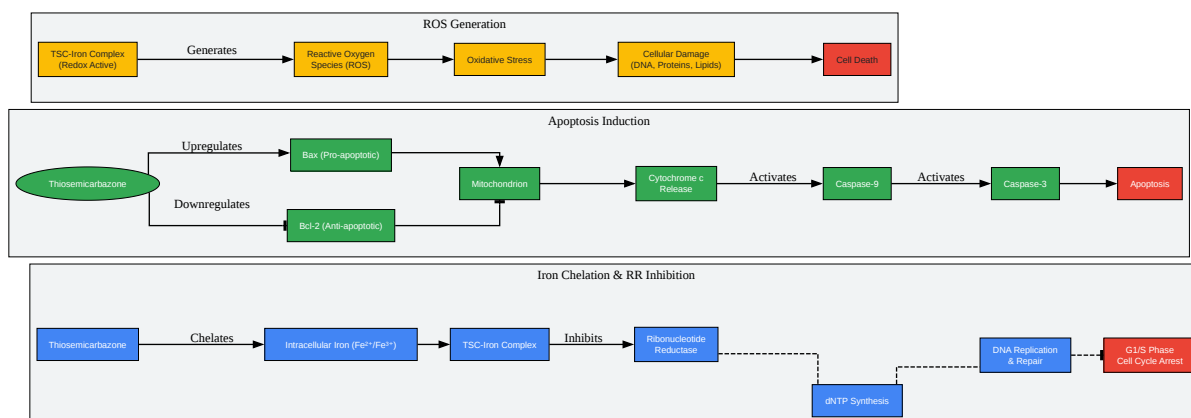 ROS Generation
TSC-Iron Complex
(Redox Active)
Generates
Reactive Oxygen
Species (ROS)
Oxidative Stress
Cellular Damage
(DNA, Proteins, Lipids)
Cell Death
Apoptosis Induction
Thiosemicarbazone
Upregulates
Bax (Pro-apoptotic)
Downregulates
Bcl-2 (Anti-apoptotic)
Mitochondrion
Cytochrome c
Release
Activates
Caspase-9
Activates
Caspase-3
Apoptosis
Iron Chelation & RR Inhibition
Thiosemicarbazone
Chelates
Intracellular Iron (Fe²⁺/Fe³⁺)
TSC-Iron Complex
Inhibits
Ribonucleotide
Reductase
dNTP Synthesis
DNA Replication
& Repair
G1/S Phase
Cell Cycle Arrest